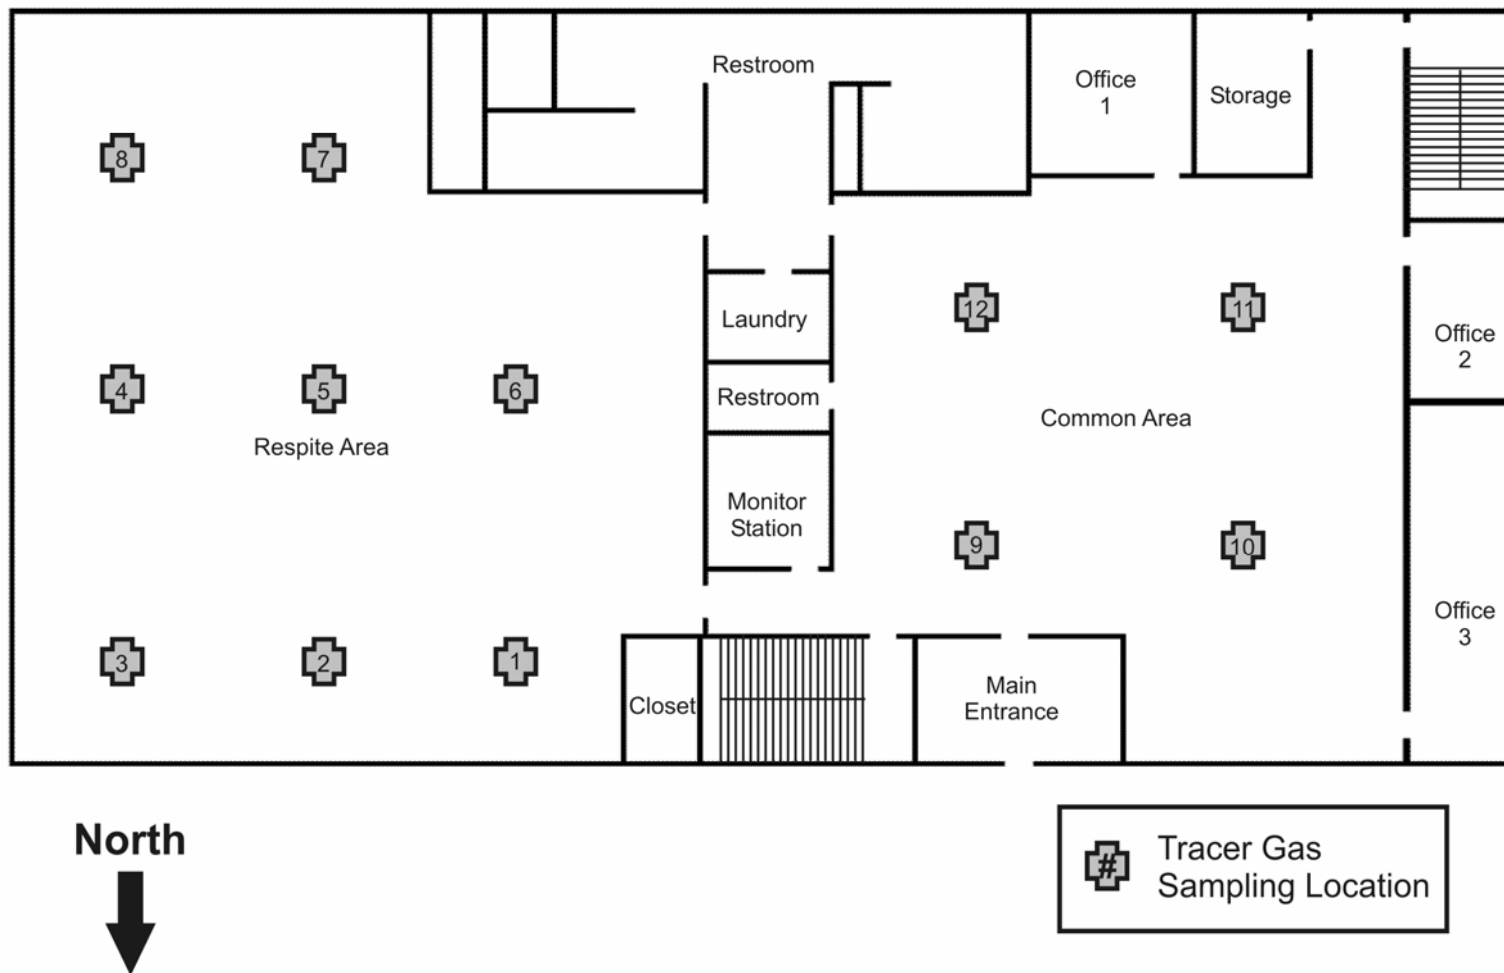 Restroom
Office
1
Storage
8
7
12
11
Laundry
Office
2
4
5
6
Restroom
Common Area
Respite Area
Monitor
Station
9
10
Office
3
3
2
1
Closet
Main
Entrance
North
#
Tracer Gas
Sampling Location